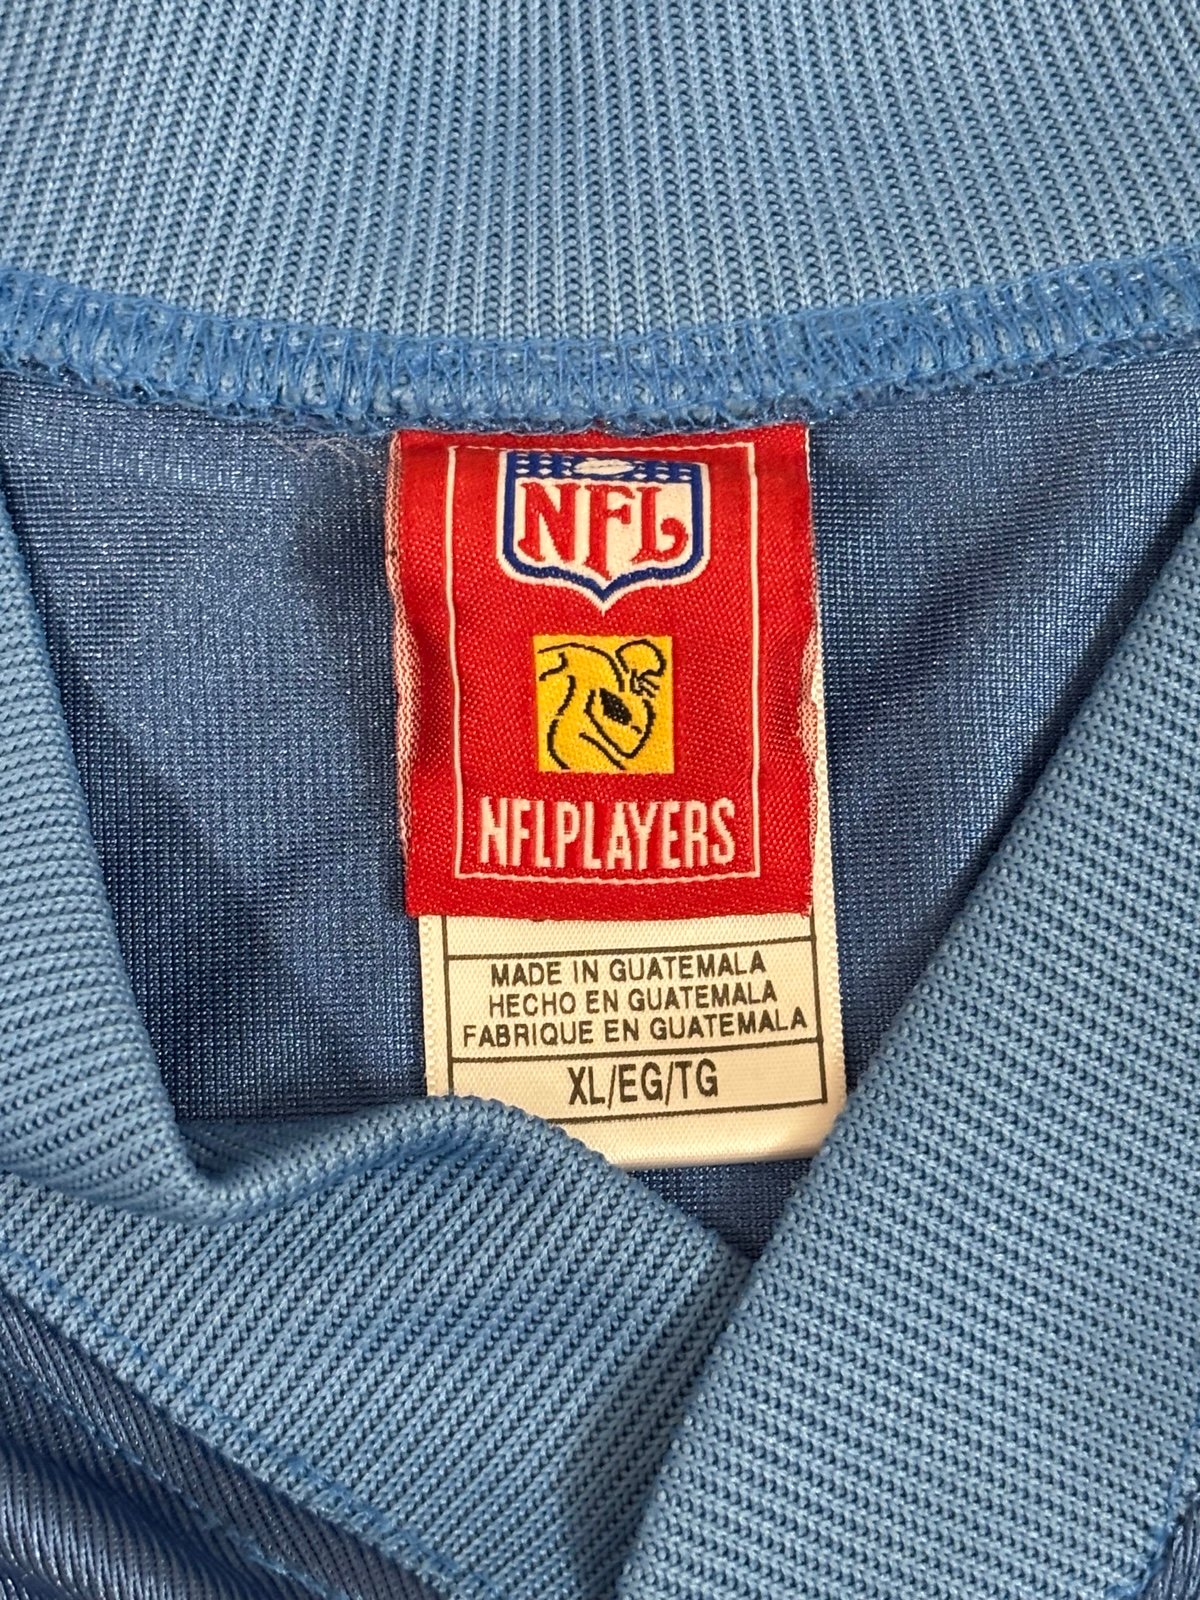 NFL
NFLPLAYERS
MADE IN GUATEMALA
HECHO EN GUATEMALA
FABRIQUE EN GUATEMALA
XL/EG/TG